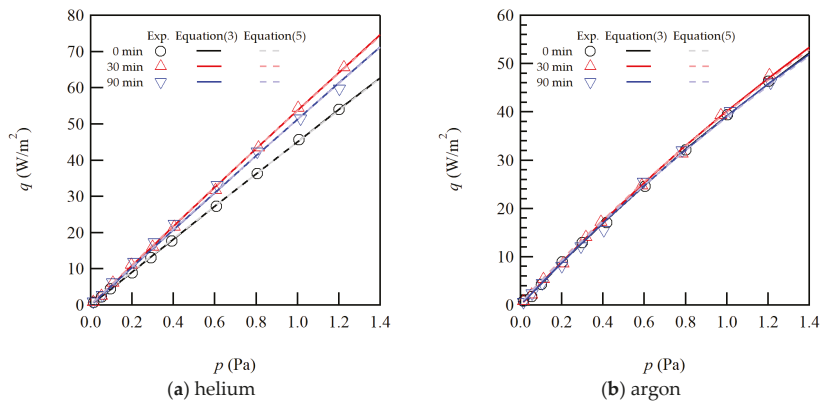 80
70
60
50
40
30
20
10
0
q (W/m²)
Exp. Equation(3) Equation(5)
0 min
30 min
90 min
0.0 0.2 0.4 0.6 0.8 1.0 1.2 1.4
p (Pa)
(a) helium
60
50
40
30
20
10
0
q (W/m²)
Exp. Equation(3) Equation(5)
0 min
30 min
90 min
0.0 0.2 0.4 0.6 0.8 1.0 1.2 1.4
p (Pa)
(b) argon